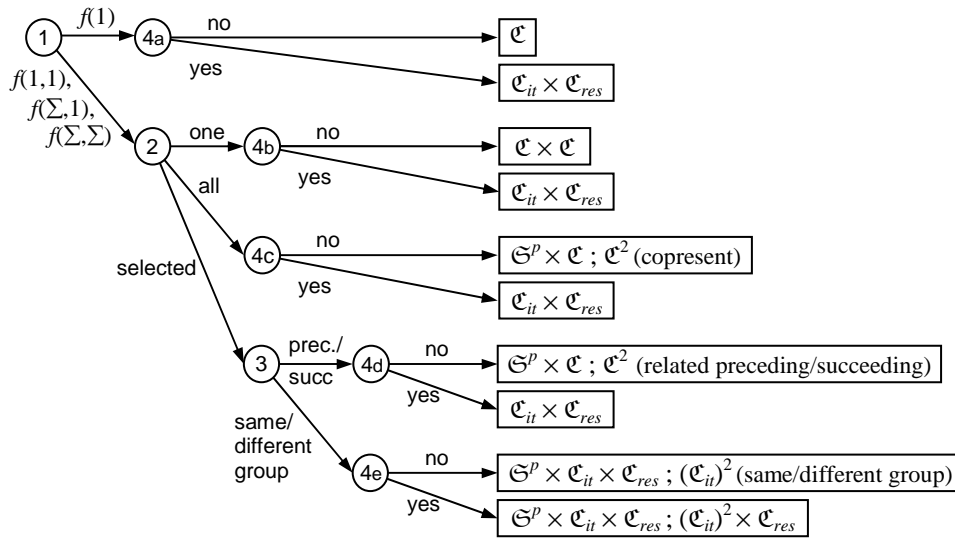 1 f(1) 4a no ℭ
yes ℭ_it × ℭ_res
f(1,1),
f(Σ,1),
f(Σ,Σ)
2 one 4b no ℭ × ℭ
yes ℭ_it × ℭ_res
all
4c no 𝔖^p × ℭ ; ℭ² (copresent)
yes ℭ_it × ℭ_res
selected
3 prec./ succ 4d no 𝔖^p × ℭ ; ℭ² (related preceding/succeeding)
yes ℭ_it × ℭ_res
same/
different
group
4e no 𝔖^p × ℭ_it × ℭ_res ; (ℭ_it)² (same/different group)
yes 𝔖^p × ℭ_it × ℭ_res ; (ℭ_it)² × ℭ_res